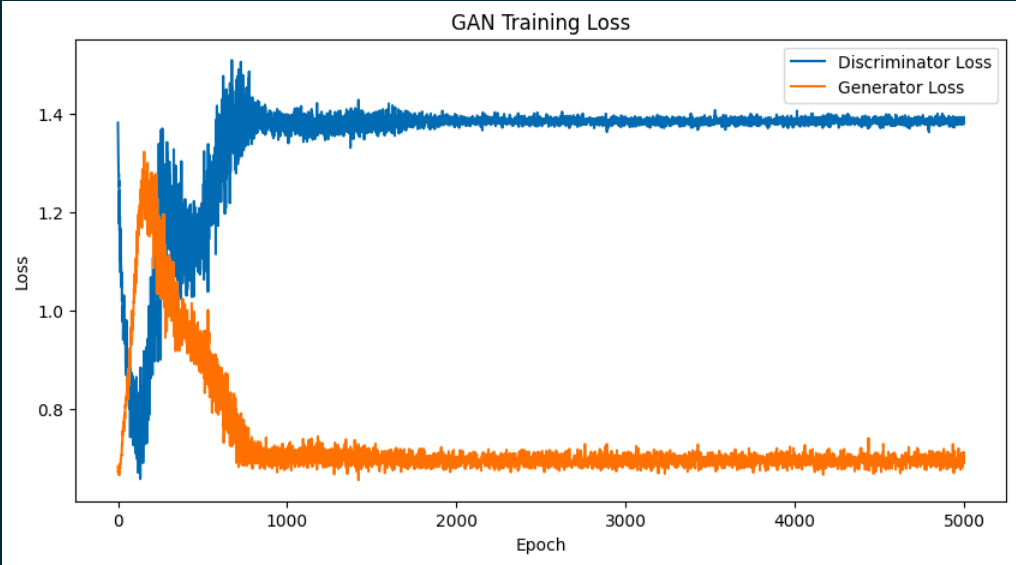 GAN Training Loss
Discriminator Loss
Generator Loss
Loss
1.4
1.2
1.0
0.8
0 1000 2000 3000 4000 5000
Epoch